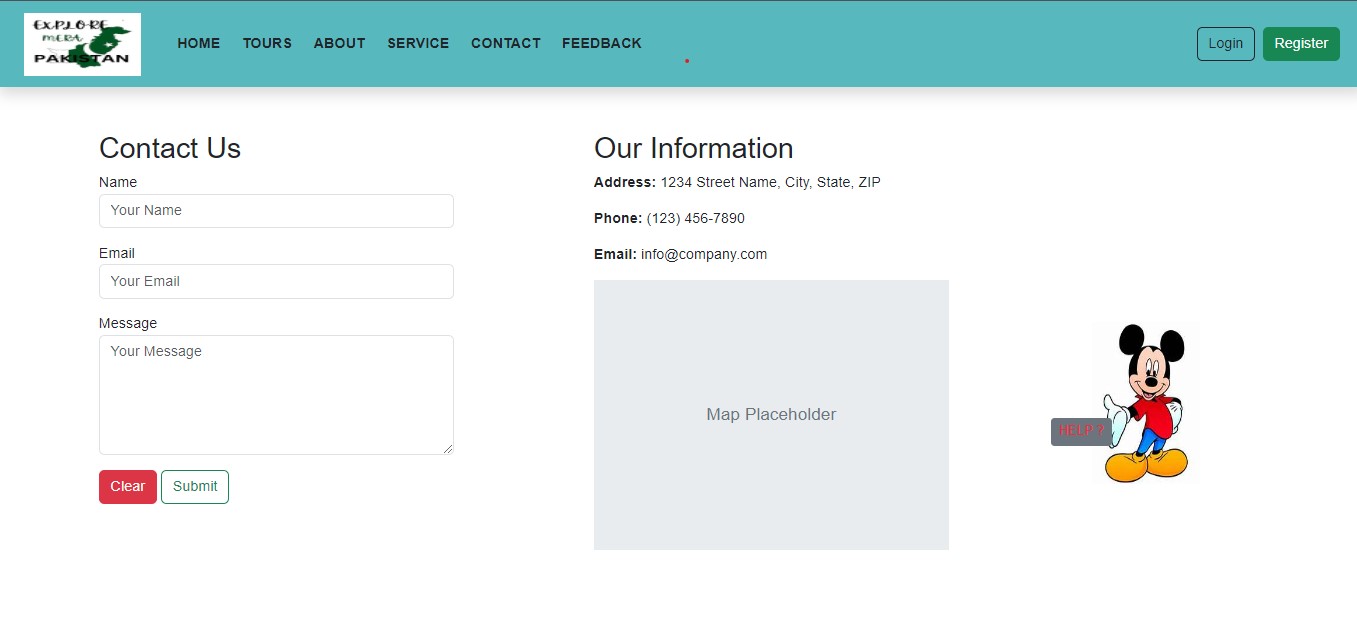 EXPLORE
MERA
PAKISTAN
HOME TOURS ABOUT SERVICE CONTACT FEEDBACK
Login Register
Contact Us
Name
Your Name
Email
Your Email
Message
Your Message
Clear Submit
Our Information
Address: 1234 Street Name, City, State, ZIP
Phone: (123) 456-7890
Email: info@company.com
Map Placeholder
HELP ?